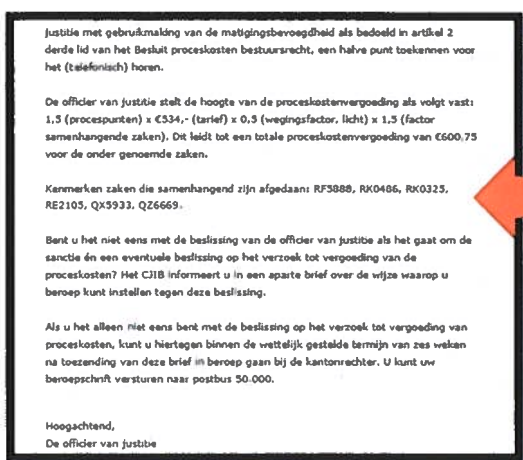 Justitie met gebruikmaking van de matigingsbevoegdheid als bedoeld in artikel 2
derde lid van het Besluit proceskosten bestuursrecht, een halve punt toekennen voor
het (telefonisch) horen.
De officier van justitie stelt de hoogte van de proceskostenvergoeding als volgt vast:
1,5 (procespunten) x €534,- (tarief) x 0,5 (wegingsfactor, licht) x 1,5 (factor
samenhangende zaken). Dit leidt tot een totale proceskostenvergoeding van €600,75
voor de onder genoemde zaken.
Kenmerken zaken die samenhangend zijn afgedaan: RF5888, RK0486, RK0325,
RE2105, QX5933, QZ6669.
Bent u het niet eens met de beslissing van de officier van justitie als het gaat om de
sanctie én een eventuele beslissing op het verzoek tot vergoeding van de
proceskosten? Het CJIB informeert u in een aparte brief over de wijze waarop u
beroep kunt instellen tegen deze beslissing.
Als u het alleen niet eens bent met de beslissing op het verzoek tot vergoeding van
proceskosten, kunt u hiertegen binnen de wettelijk gestelde termijn van zes weken
na toezending van deze brief in beroep gaan bij de kantonrechter. U kunt uw
beroepschrift versturen naar postbus 50.000.
Hoogachtend,
De officier van justitie